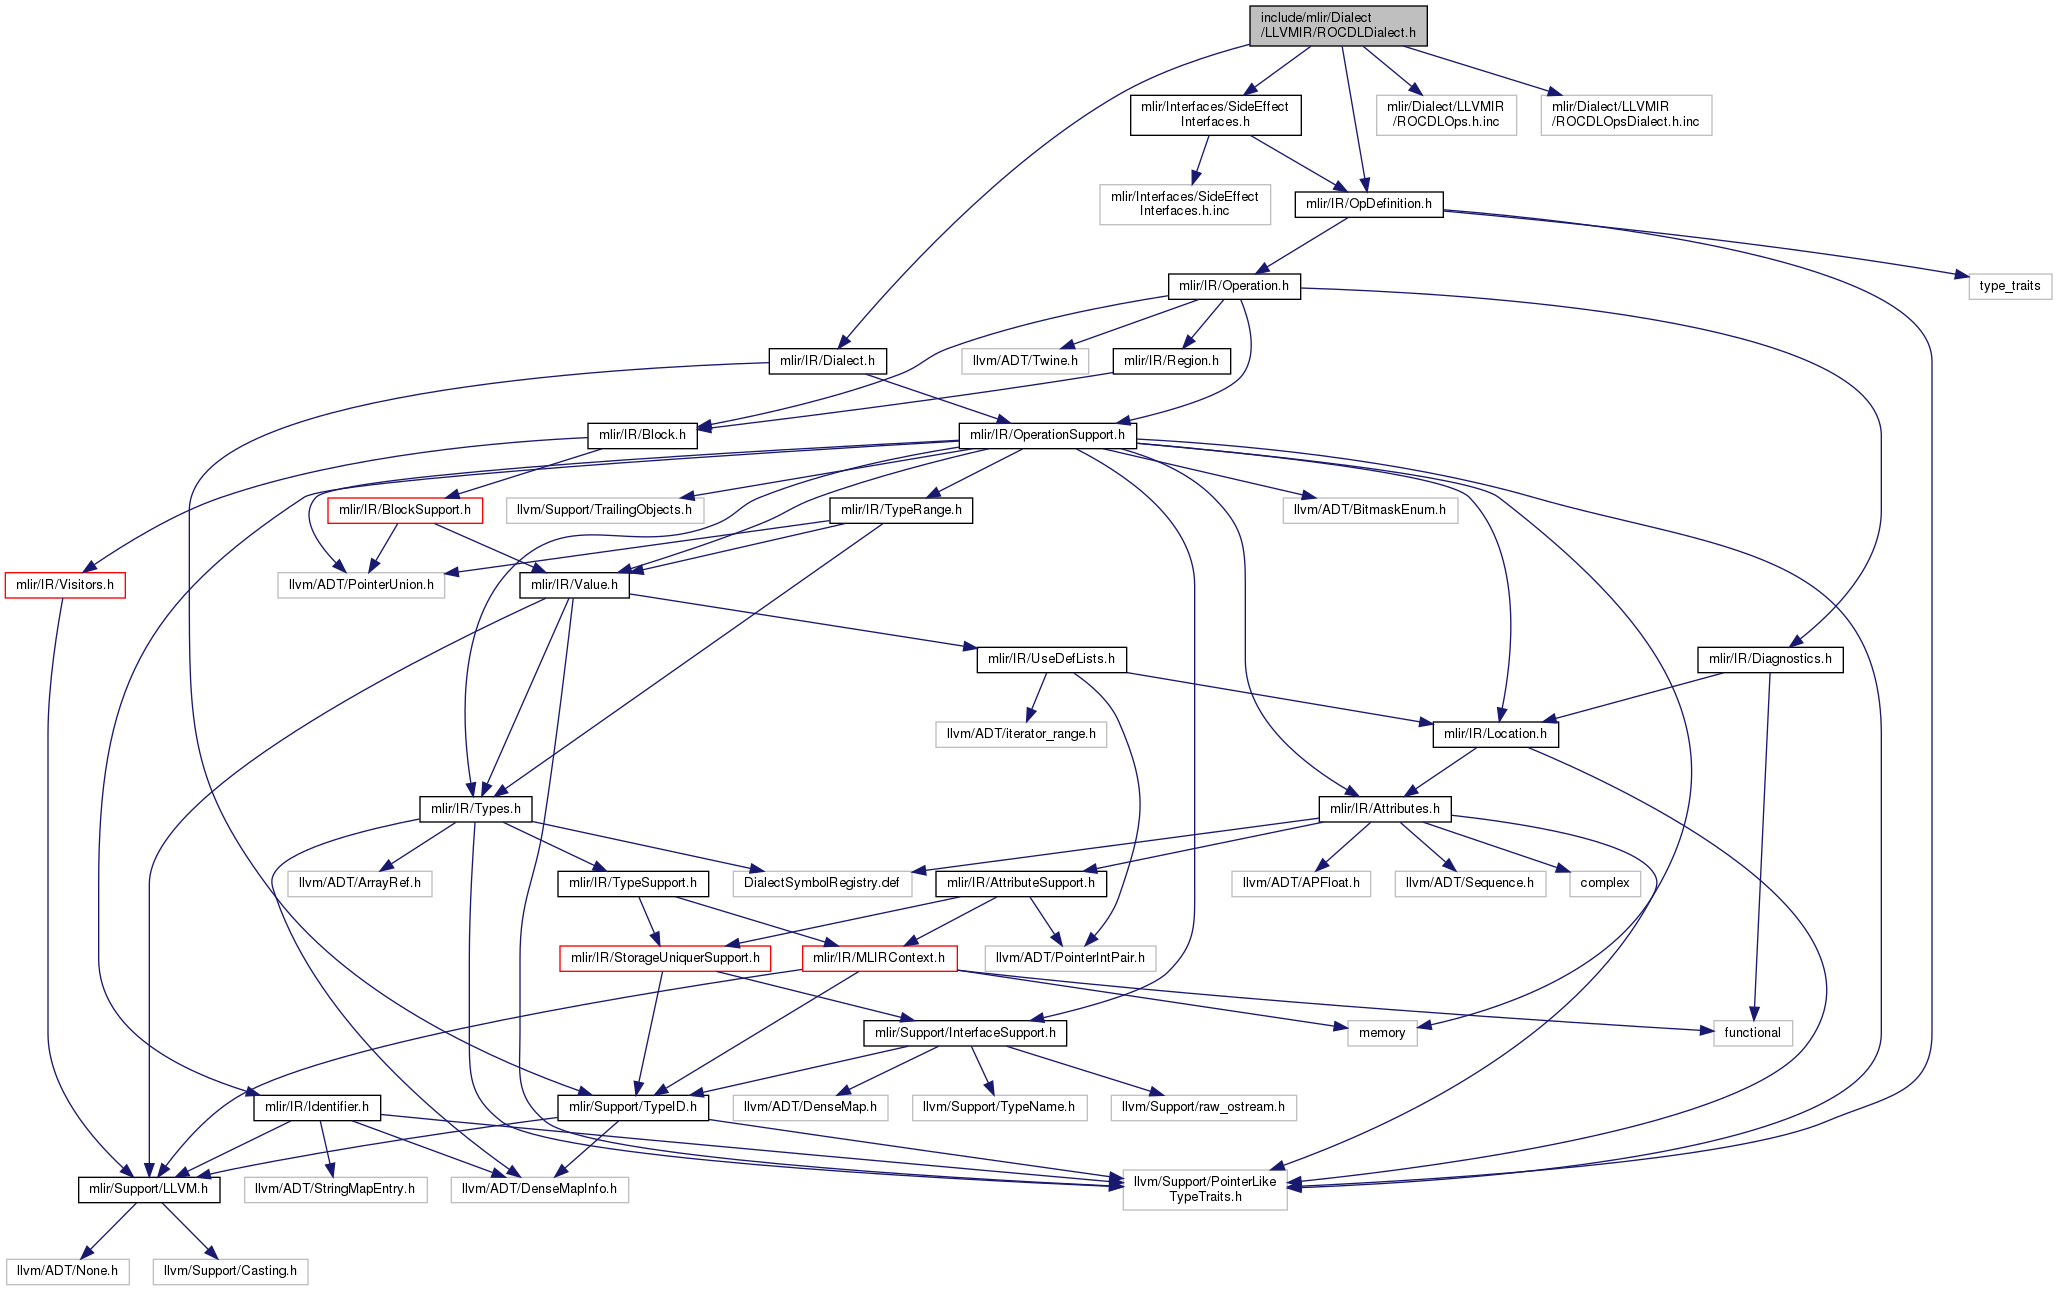 include/mlir/Dialect
/LLVMIR/ROCDLDialect.h
mlir/Interfaces/SideEffect
Interfaces.h
mlir/Dialect/LLVMIR
/ROCDLOps.h.inc
mlir/Dialect/LLVMIR
/ROCDLOpsDialect.h.inc
mlir/Interfaces/SideEffect
Interfaces.h.inc
mlir/IR/OpDefinition.h
mlir/IR/Operation.h
type_traits
mlir/IR/Dialect.h
llvm/ADT/Twine.h
mlir/IR/Region.h
mlir/IR/Block.h
mlir/IR/OperationSupport.h
mlir/IR/BlockSupport.h
llvm/Support/TrailingObjects.h
mlir/IR/TypeRange.h
llvm/ADT/BitmaskEnum.h
mlir/IR/Visitors.h
llvm/ADT/PointerUnion.h
mlir/IR/Value.h
mlir/IR/UseDefLists.h
mlir/IR/Diagnostics.h
llvm/ADT/iterator_range.h
mlir/IR/Location.h
mlir/IR/Types.h
mlir/IR/Attributes.h
llvm/ADT/ArrayRef.h
mlir/IR/TypeSupport.h
DialectSymbolRegistry.def
mlir/IR/AttributeSupport.h
llvm/ADT/APFloat.h
llvm/ADT/Sequence.h
complex
mlir/IR/StorageUniquerSupport.h
mlir/IR/MLIRContext.h
llvm/ADT/PointerIntPair.h
mlir/Support/InterfaceSupport.h
memory
functional
mlir/IR/Identifier.h
mlir/Support/TypeID.h
llvm/ADT/DenseMap.h
llvm/Support/TypeName.h
llvm/Support/raw_ostream.h
mlir/Support/LLVM.h
llvm/ADT/StringMapEntry.h
llvm/ADT/DenseMapInfo.h
llvm/Support/PointerLike
TypeTraits.h
llvm/ADT/None.h
llvm/Support/Casting.h